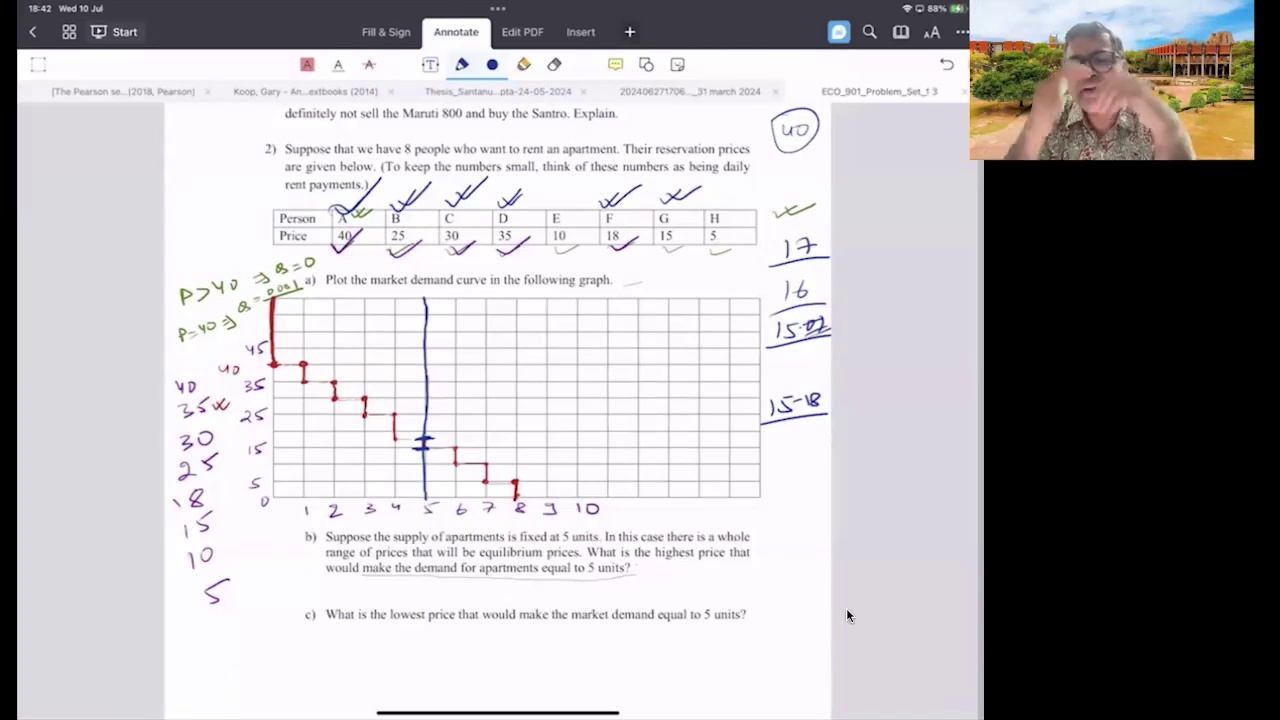 18:42 Wed 10 Jul
88%
Start
Fill & Sign
Annotate
Edit PDF
Insert
[The Pearson se...(2018, Pearson)
Koop, Gary - An...extbooks (2014)
Thesis_Santanu...pta-24-05-2024
202406271706..._31 march 2024
ECO_901_Problem_Set_1 3
definitely not sell the Maruti 800 and buy the Santro. Explain.
40
2) Suppose that we have 8 people who want to rent an apartment. Their reservation prices
are given below. (To keep the numbers small, think of these numbers as being daily
rent payments.)
Person A B C D E F G H
Price 40 25 30 35 10 18 15 5
17
16
15-18
P>40 ⇒ Q=0
P=40 ⇒ Q=
a) Plot the market demand curve in the following graph.
45
40
35
25
15
5
0
40
35
30
25
18
15
10
5
1 2 3 4 5 6 7 8 9 10
b) Suppose the supply of apartments is fixed at 5 units. In this case there is a whole
range of prices that will be equilibrium prices. What is the highest price that
would make the demand for apartments equal to 5 units?
c) What is the lowest price that would make the market demand equal to 5 units?